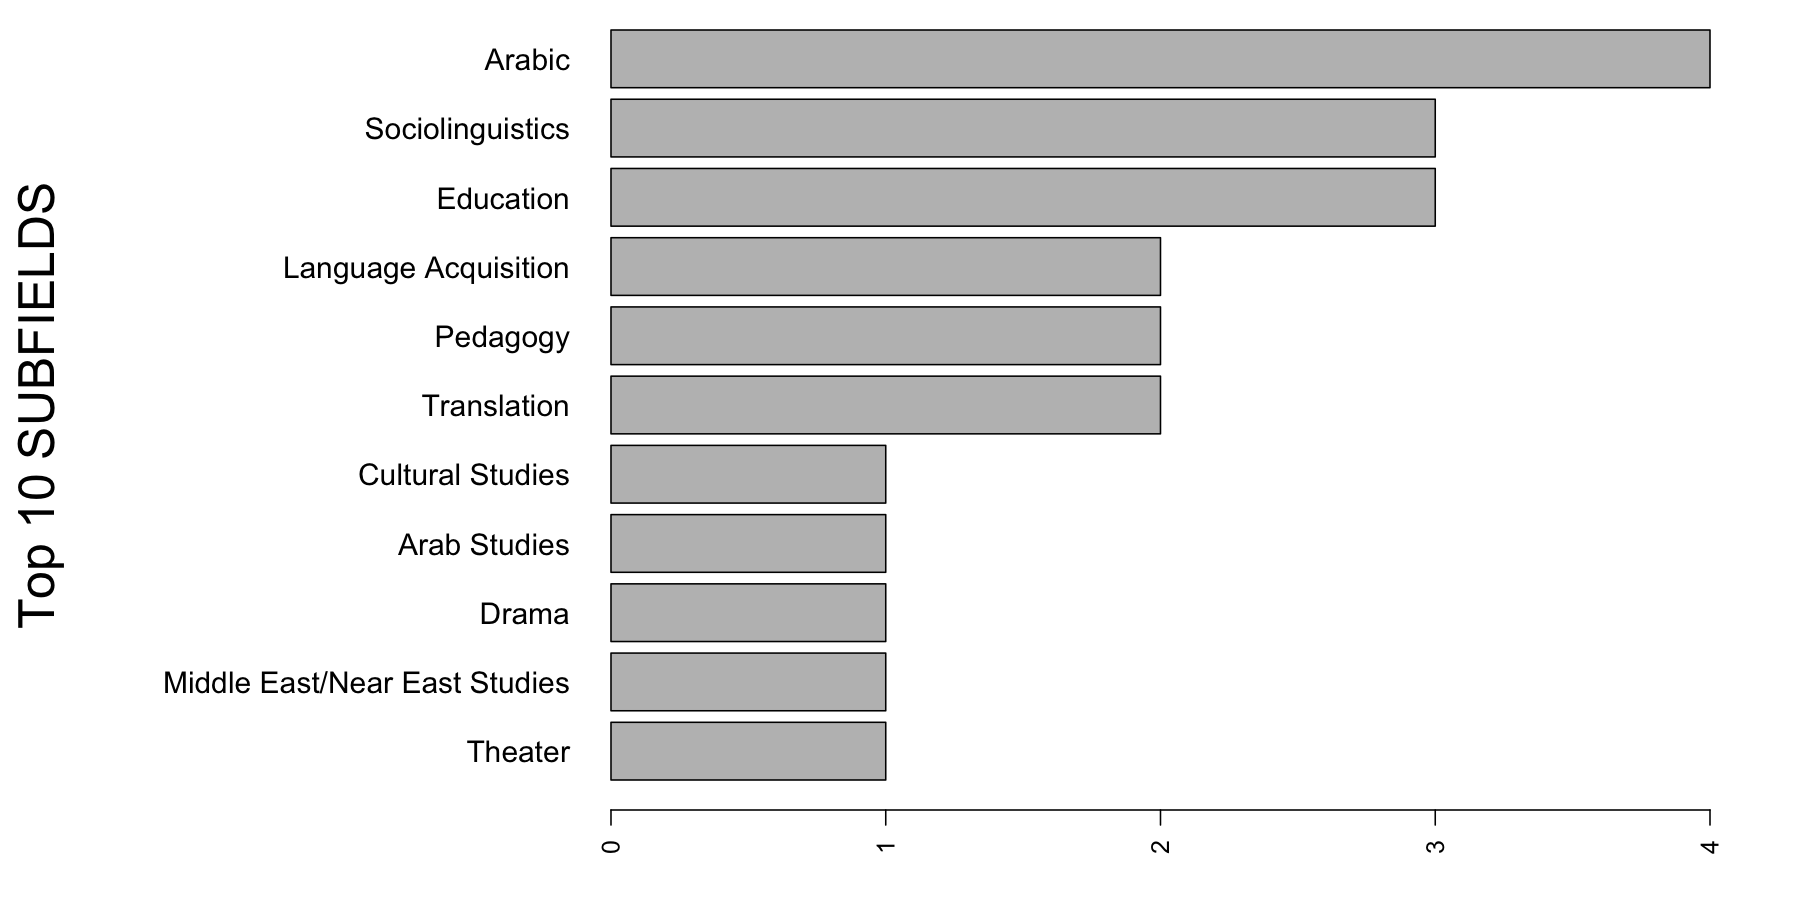 Top 10 SUBFIELDS
Arabic
Sociolinguistics
Education
Language Acquisition
Pedagogy
Translation
Cultural Studies
Arab Studies
Drama
Middle East/Near East Studies
Theater
0 1 2 3 4